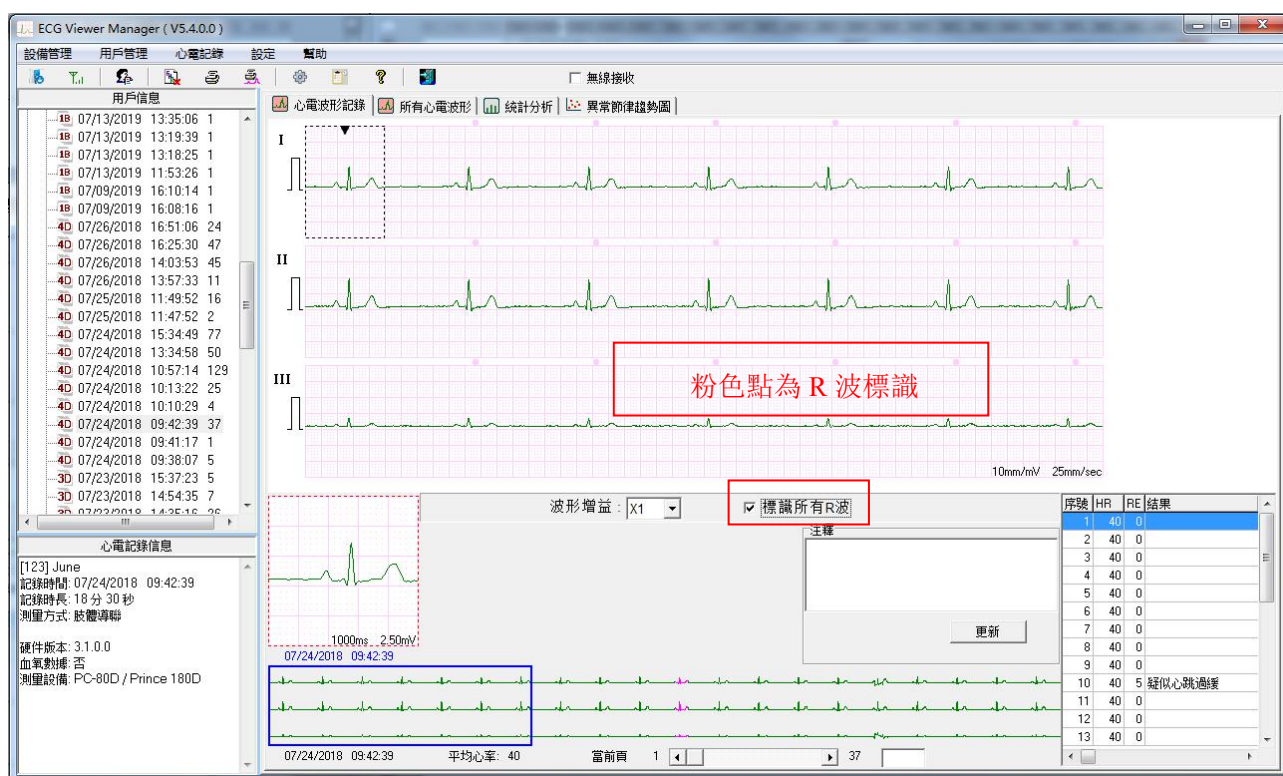 ECG Viewer Manager ( V5.4.0.0 )
設備管理 用戶管理 心電記錄 設定 幫助
無線接收
用戶信息
07/13/2019 13:35:06 1
07/13/2019 13:19:39 1
07/13/2019 13:18:25 1
07/13/2019 11:53:26 1
07/09/2019 16:10:14 1
07/09/2019 16:08:16 1
4D 07/26/2018 16:51:06 24
4D 07/26/2018 16:25:30 47
4D 07/26/2018 14:03:53 45
4D 07/26/2018 13:57:33 11
4D 07/25/2018 11:49:52 16
4D 07/25/2018 11:47:52 2
4D 07/24/2018 15:34:49 77
4D 07/24/2018 13:34:58 50
4D 07/24/2018 10:57:14 129
4D 07/24/2018 10:13:22 25
4D 07/24/2018 10:10:29 4
4D 07/24/2018 09:42:39 37
4D 07/24/2018 09:41:17 1
4D 07/24/2018 09:38:07 5
3D 07/23/2018 15:37:23 5
3D 07/23/2018 14:54:35 7
心電記錄信息
[123] June
記錄時間: 07/24/2018 09:42:39
記錄時長: 18 分 30 秒
測量方式: 肢體導聯
硬件版本: 3.1.0.0
血氧數據: 否
測量設備: PC-80D / Prince 180D
心電波形記錄 所有心電波形 統計分析 異常節律趨勢圖
I
II
III
粉色點為 R 波標識
10mm/mV 25mm/sec
波形增益 : X1 標識所有R波
注釋
更新
1000ms 2.50mV
07/24/2018 09:42:39
07/24/2018 09:42:39 平均心率: 40 當前頁 1 37
序號 HR RE 結果
1 40 0
2 40 0
3 40 0
4 40 0
5 40 0
6 40 0
7 40 0
8 40 0
9 40 0
10 40 5 疑似心跳過緩
11 40 0
12 40 0
13 40 0